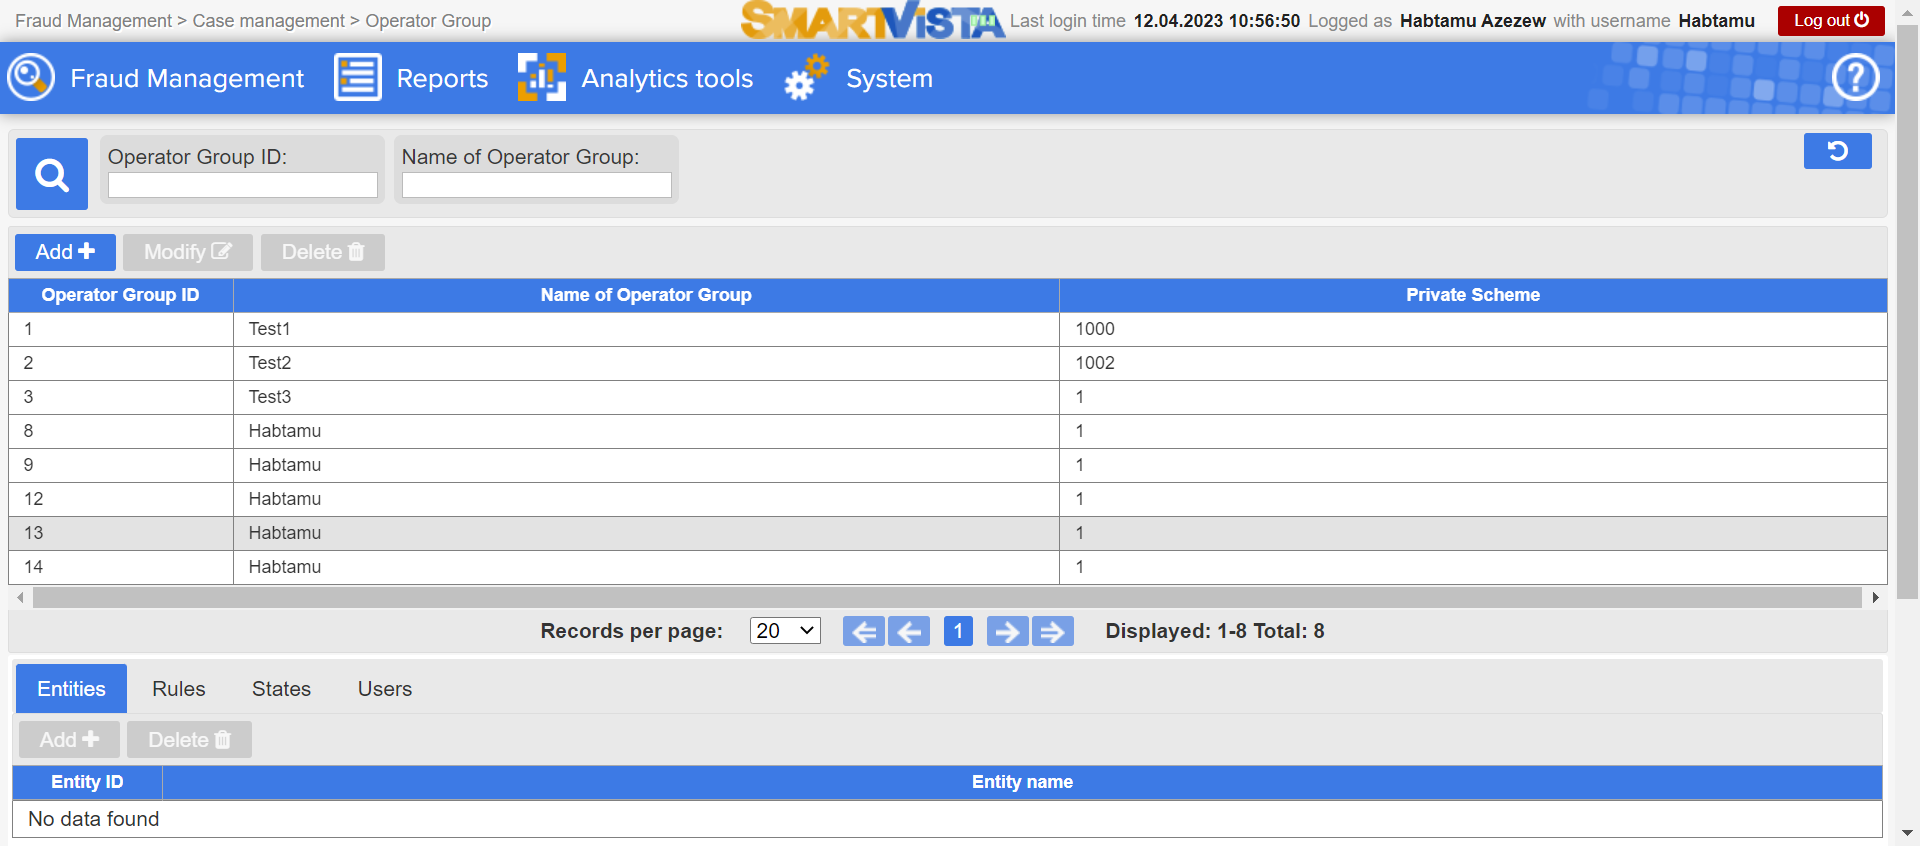 Fraud Management > Case management > Operator Group SMARTVISTA Last login time 12.04.2023 10:56:50 Logged as Habtamu Azezew with username Habtamu Log out
Fraud Management Reports Analytics tools System ?
Operator Group ID: Name of Operator Group:
Add Modify Delete
Operator Group ID Name of Operator Group Private Scheme
1 Test1 1000
2 Test2 1002
3 Test3 1
8 Habtamu 1
9 Habtamu 1
12 Habtamu 1
13 Habtamu 1
14 Habtamu 1
Records per page: 20 1 Displayed: 1-8 Total: 8
Entities Rules States Users
Add Delete
Entity ID Entity name
No data found